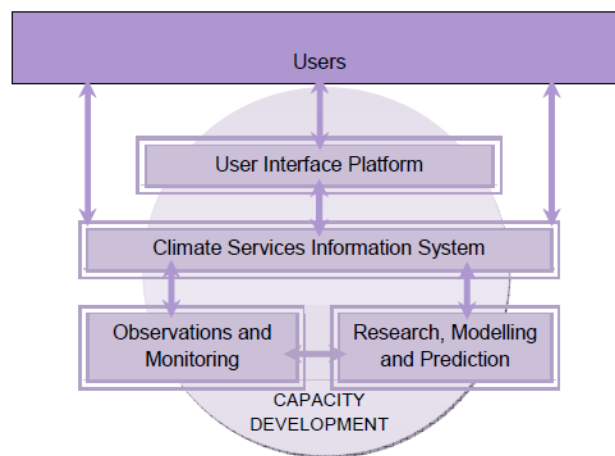 Users
User Interface Platform
Climate Services Information System
Observations and
Monitoring
Research, Modelling
and Prediction
CAPACITY
DEVELOPMENT